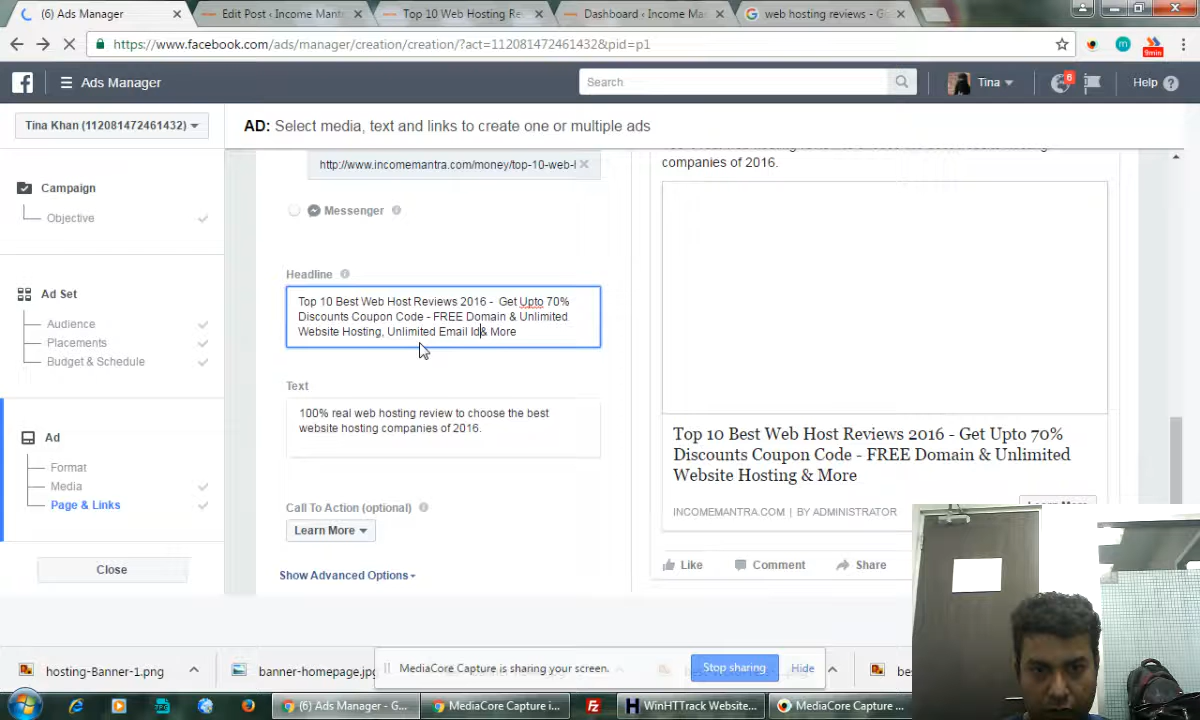 (6) Ads Manager
Edit Post ‹ Income Mant
Top 10 Web Hosting Re
Dashboard ‹ Income Ma
web hosting reviews - G
https://www.facebook.com/ads/manager/creation/creation/?act=112081472461432&pid=p1
9min
Ads Manager
Search
Tina
6
Help
Tina Khan (112081472461432)
AD: Select media, text and links to create one or multiple ads
Campaign
Objective
Ad Set
Audience
Placements
Budget & Schedule
Ad
Format
Media
Page & Links
Close
http://www.incomemantra.com/money/top-10-web-l
Messenger
Headline
Top 10 Best Web Host Reviews 2016 - Get Upto 70%
Discounts Coupon Code - FREE Domain & Unlimited
Website Hosting, Unlimited Email Id& More
Text
100% real web hosting review to choose the best
website hosting companies of 2016.
Call To Action (optional)
Learn More
Show Advanced Options
companies of 2016.
Top 10 Best Web Host Reviews 2016 - Get Upto 70%
Discounts Coupon Code - FREE Domain & Unlimited
Website Hosting & More
INCOMEMANTRA.COM | BY ADMINISTRATOR
Like
Comment
Share
hosting-Banner-1.png
banner-homepage.jpg
MediaCore Capture is sharing your screen.
Stop sharing
Hide
be
(6) Ads Manager - G...
MediaCore Capture i...
WinHTTrack Website...
MediaCore Capture ...